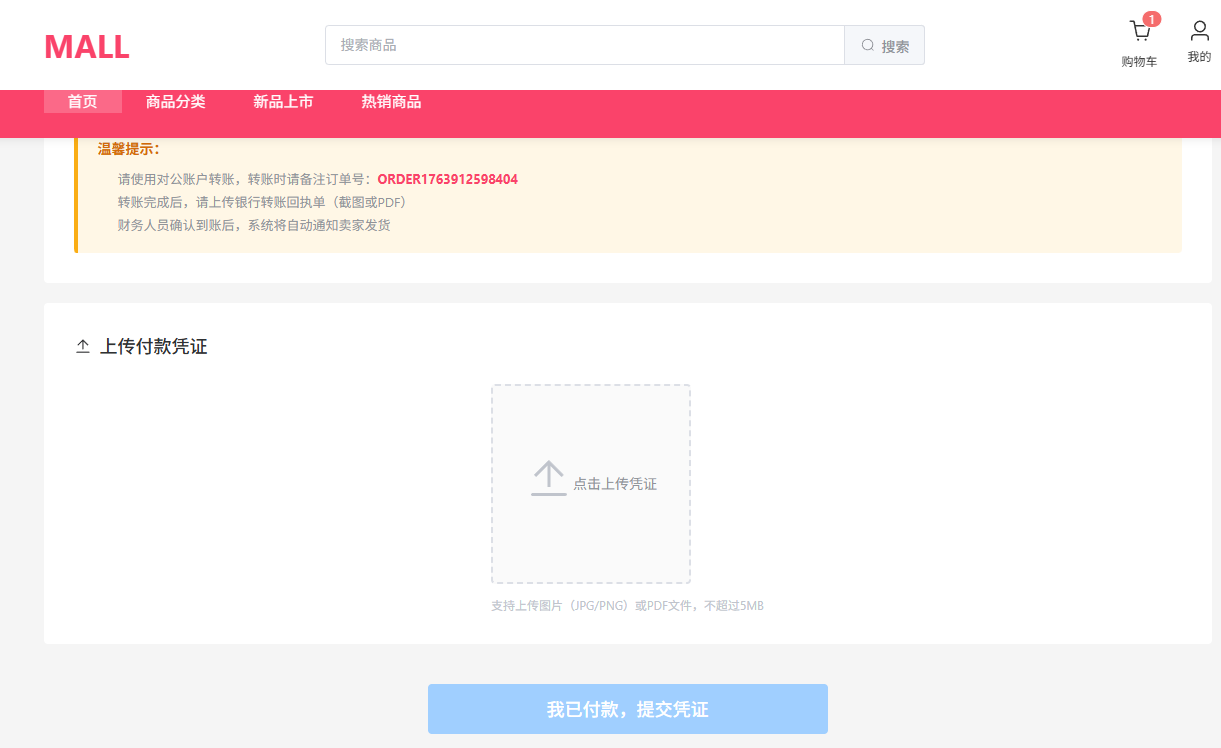 MALL
搜索商品
搜索
1
购物车
我的
首页 商品分类 新品上市 热销商品
温馨提示：
请使用对公账户转账，转账时请备注订单号：ORDER1763912598404
转账完成后，请上传银行转账回执单（截图或PDF）
财务人员确认到账后，系统将自动通知卖家发货
上传付款凭证
点击上传凭证
支持上传图片（JPG/PNG）或PDF文件，不超过5MB
我已付款，提交凭证